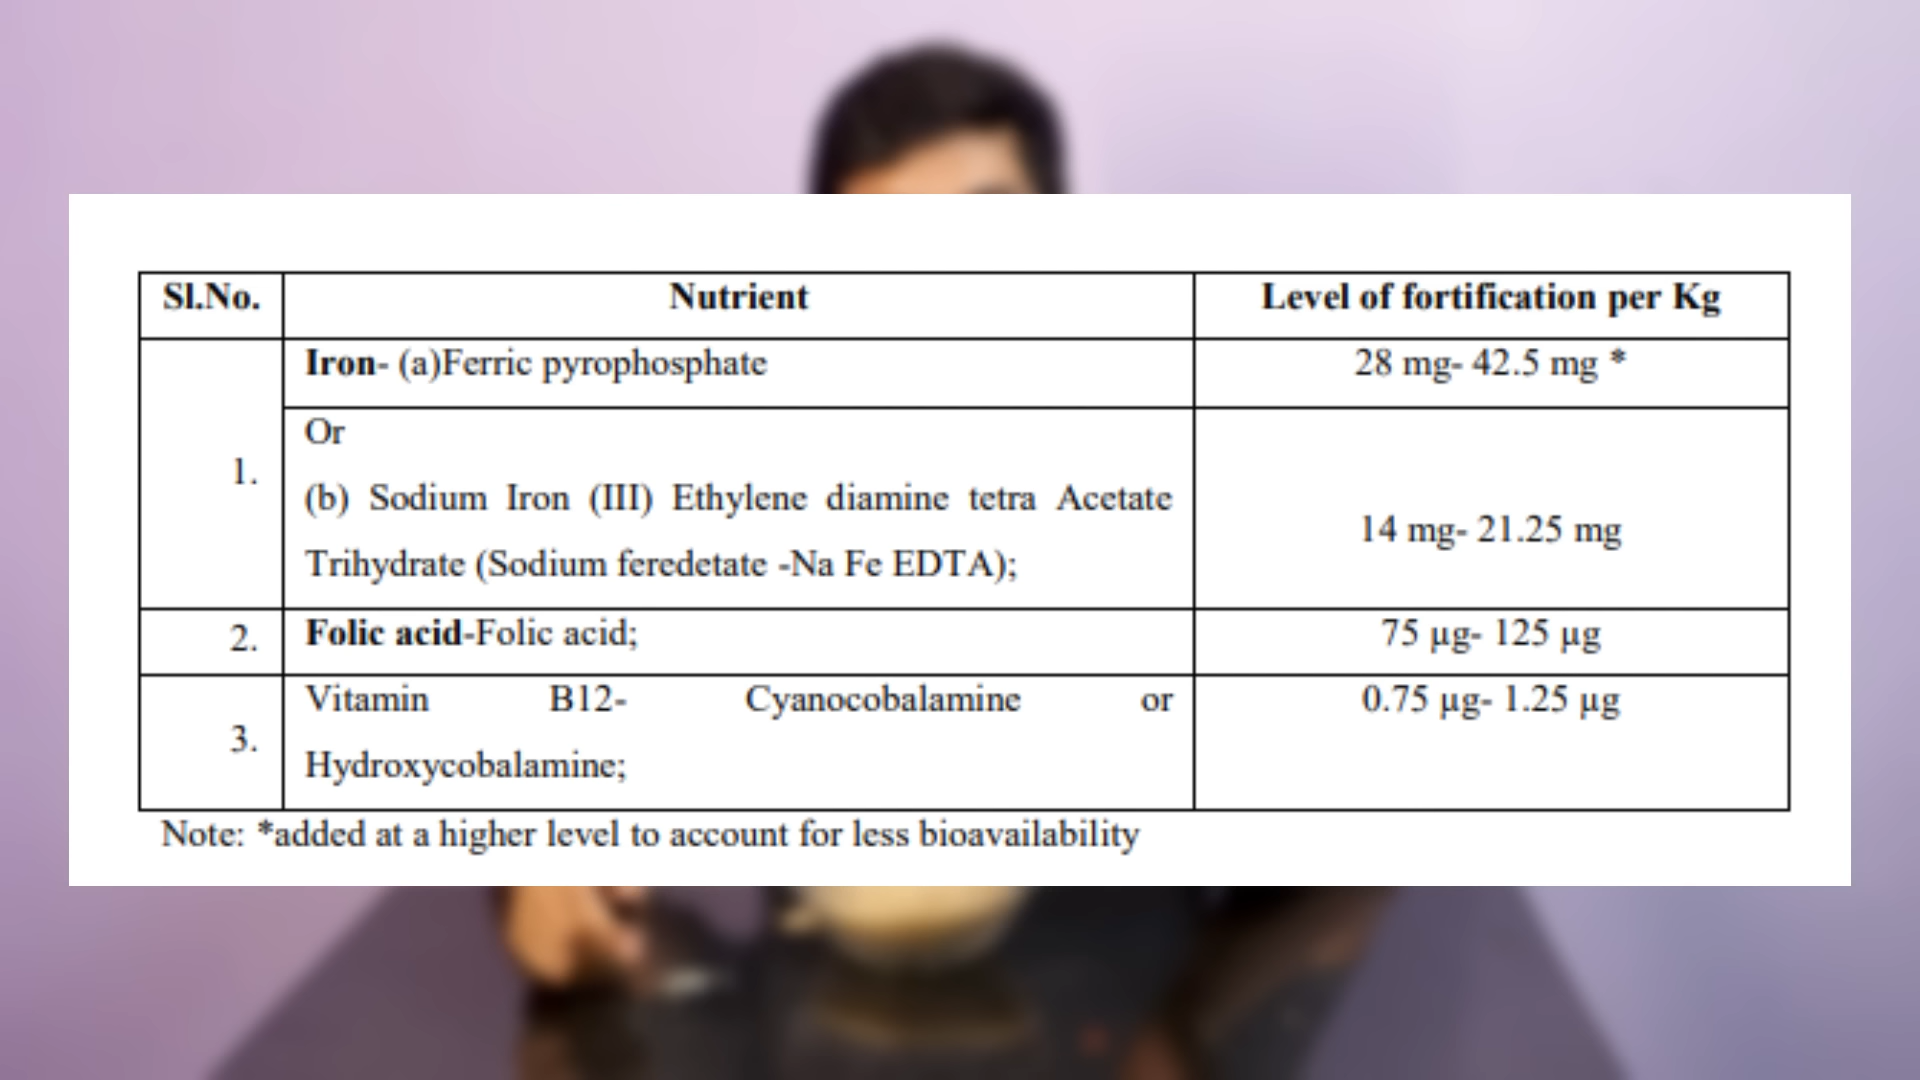 Sl.No. Nutrient Level of fortification per Kg
1. Iron- (a)Ferric pyrophosphate 28 mg- 42.5 mg *
Or
(b) Sodium Iron (III) Ethylene diamine tetra Acetate
Trihydrate (Sodium feredetate -Na Fe EDTA); 14 mg- 21.25 mg
2. Folic acid-Folic acid; 75 µg- 125 µg
3. Vitamin B12- Cyanocobalamine or 0.75 µg- 1.25 µg
Hydroxycobalamine;
Note: *added at a higher level to account for less bioavailability